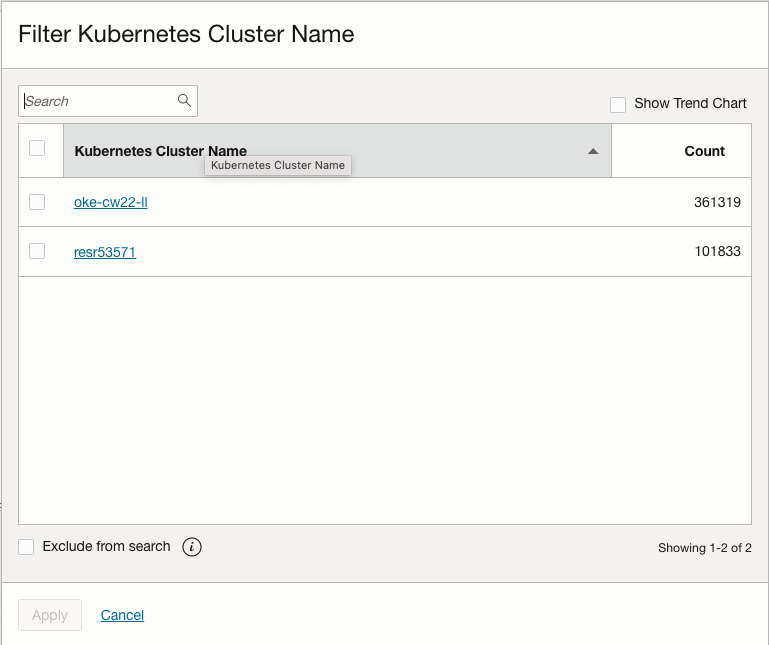 Filter Kubernetes Cluster Name
Search
Show Trend Chart
Kubernetes Cluster Name Count
Kubernetes Cluster Name
oke-cw22-ll 361319
resr53571 101833
Exclude from search i
Showing 1-2 of 2
Apply Cancel